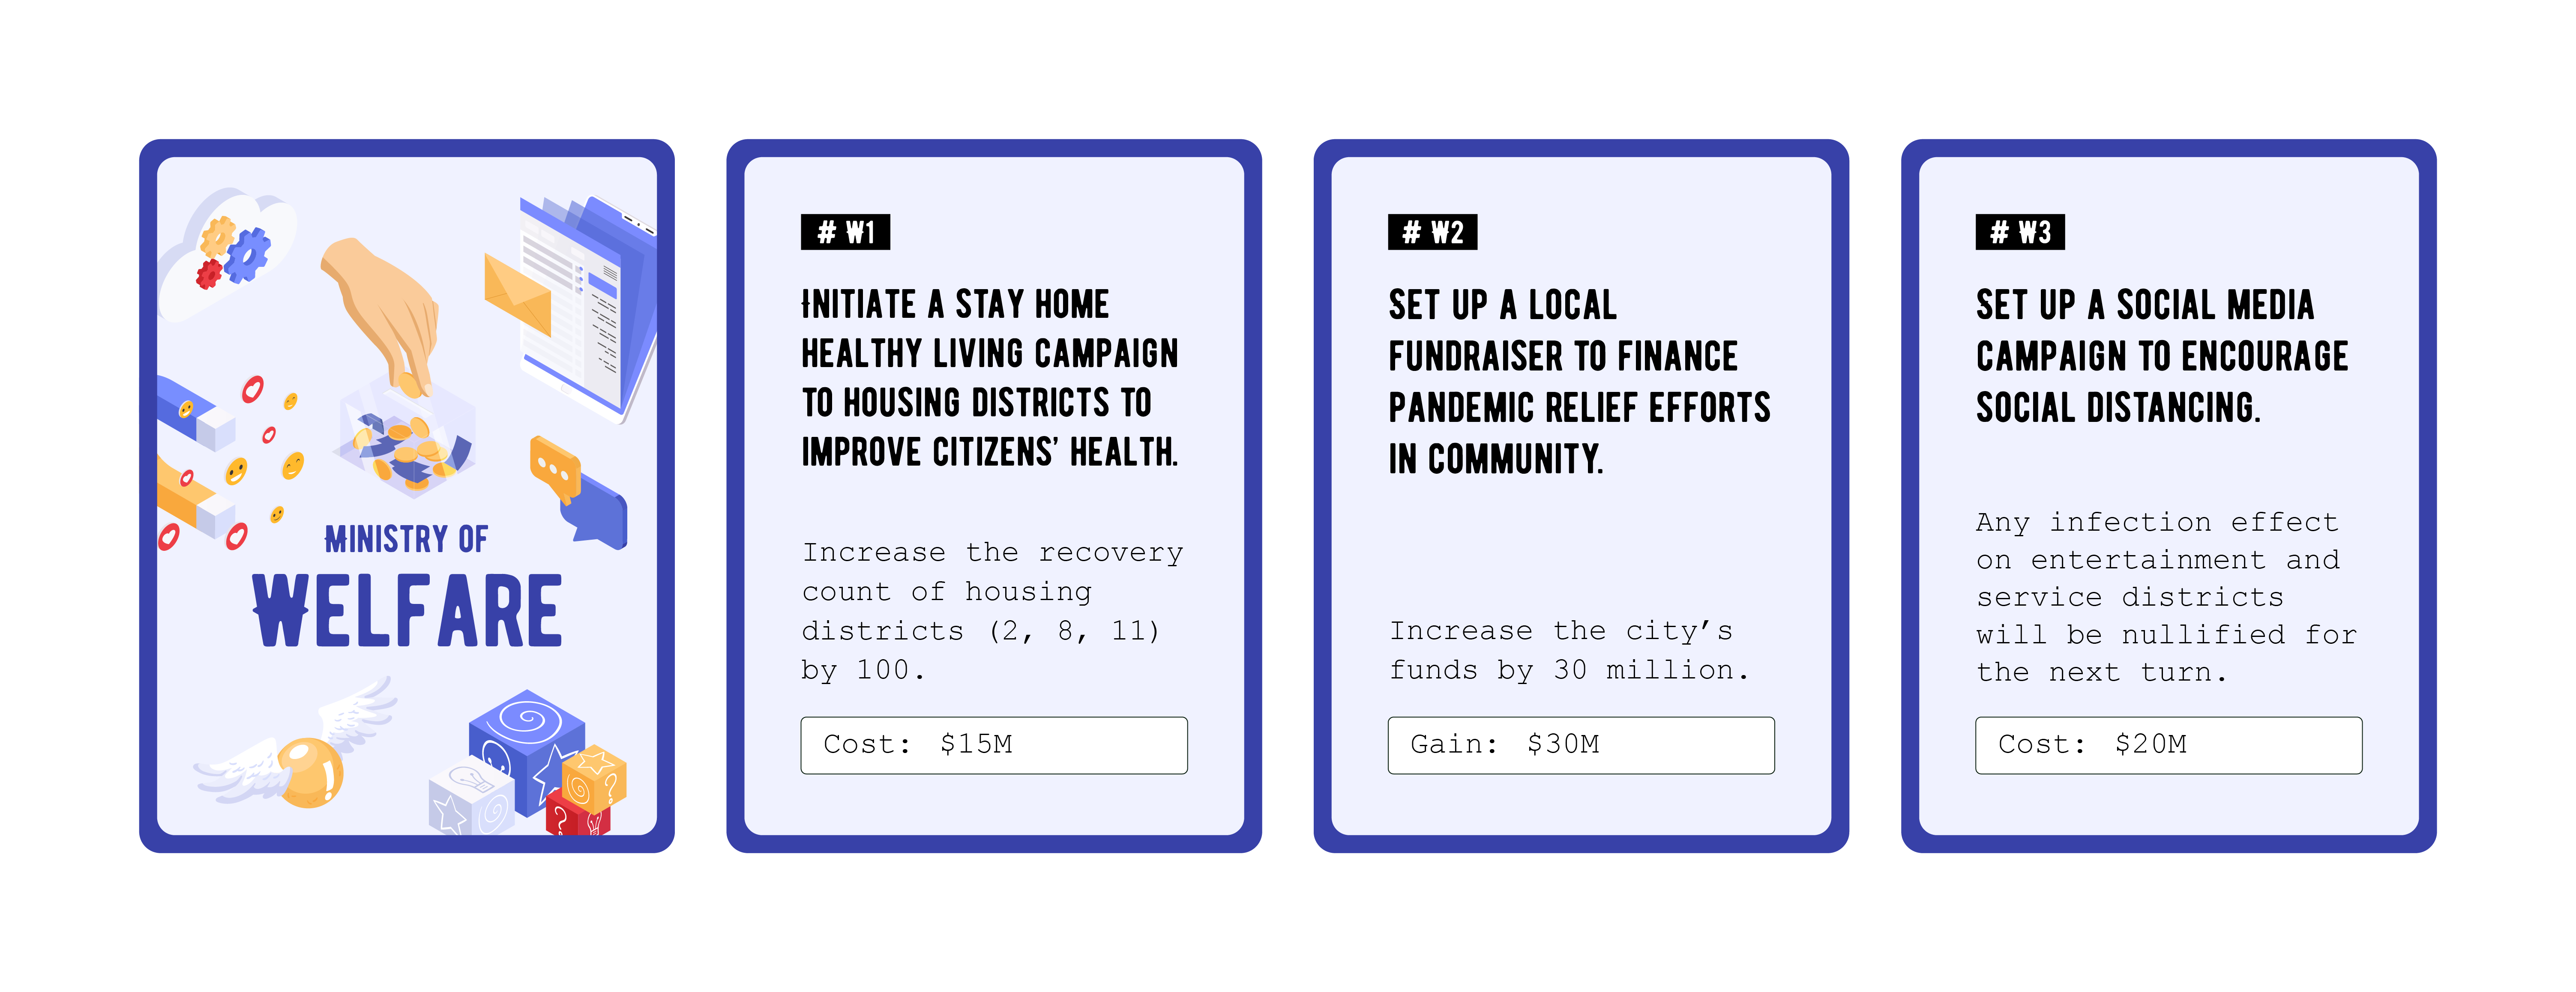 MINISTRY OF
WELFARE
# W1
INITIATE A STAY HOME
HEALTHY LIVING CAMPAIGN
TO HOUSING DISTRICTS TO
IMPROVE CITIZENS’ HEALTH.
Increase the recovery
count of housing
districts (2, 8, 11)
by 100.
Cost: $15M
# W2
SET UP A LOCAL
FUNDRAISER TO FINANCE
PANDEMIC RELIEF EFFORTS
IN COMMUNITY.
Increase the city’s
funds by 30 million.
Gain: $30M
# W3
SET UP A SOCIAL MEDIA
CAMPAIGN TO ENCOURAGE
SOCIAL DISTANCING.
Any infection effect
on entertainment and
service districts
will be nullified for
the next turn.
Cost: $20M